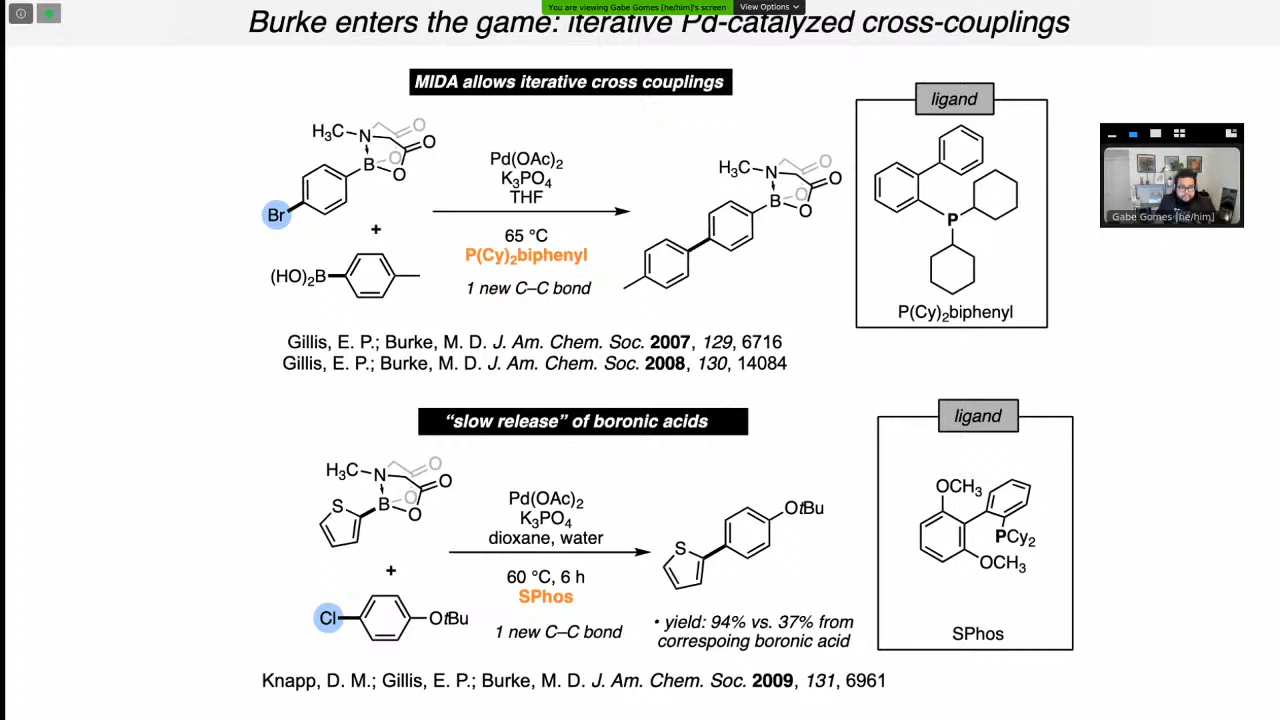 You are viewing Gabe Gomes [he/him]'s screen
View Options
Burke enters the game: iterative Pd-catalyzed cross-couplings
MIDA allows iterative cross couplings
H₃C
N
O
O
B
O
O
Br
+
(HO)₂B
Pd(OAc)₂
K₃PO₄
THF
65 °C
P(Cy)₂biphenyl
1 new C–C bond
H₃C
N
O
O
B
O
O
ligand
P
P(Cy)₂biphenyl
Gabe Gomes [he/him]
Gillis, E. P.; Burke, M. D. J. Am. Chem. Soc. 2007, 129, 6716
Gillis, E. P.; Burke, M. D. J. Am. Chem. Soc. 2008, 130, 14084
“slow release” of boronic acids
H₃C
N
O
O
B
O
O
S
+
Cl
OtBu
Pd(OAc)₂
K₃PO₄
dioxane, water
60 °C, 6 h
SPhos
1 new C–C bond
OtBu
S
• yield: 94% vs. 37% from
correspoing boronic acid
ligand
OCH₃
PCy₂
OCH₃
SPhos
Knapp, D. M.; Gillis, E. P.; Burke, M. D. J. Am. Chem. Soc. 2009, 131, 6961